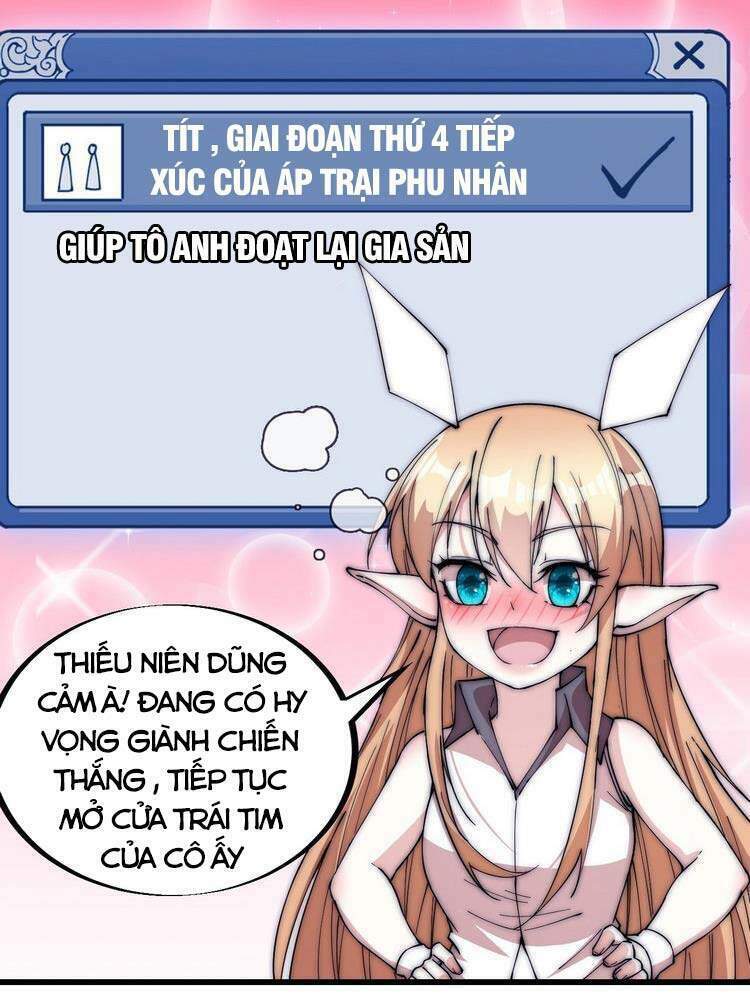 TÍT , GIAI ĐOẠN THỨ 4 TIẾP
XÚC CỦA ÁP TRẠI PHU NHÂN
GIÚP TÔ ANH ĐOẠT LẠI GIA SẢN
THIẾU NIÊN DŨNG
CẢM À! ĐANG CÓ HY
VỌNG GIÀNH CHIẾN
THẮNG , TIẾP TỤC
MỞ CỬA TRÁI TIM
CỦA CÔ ẤY